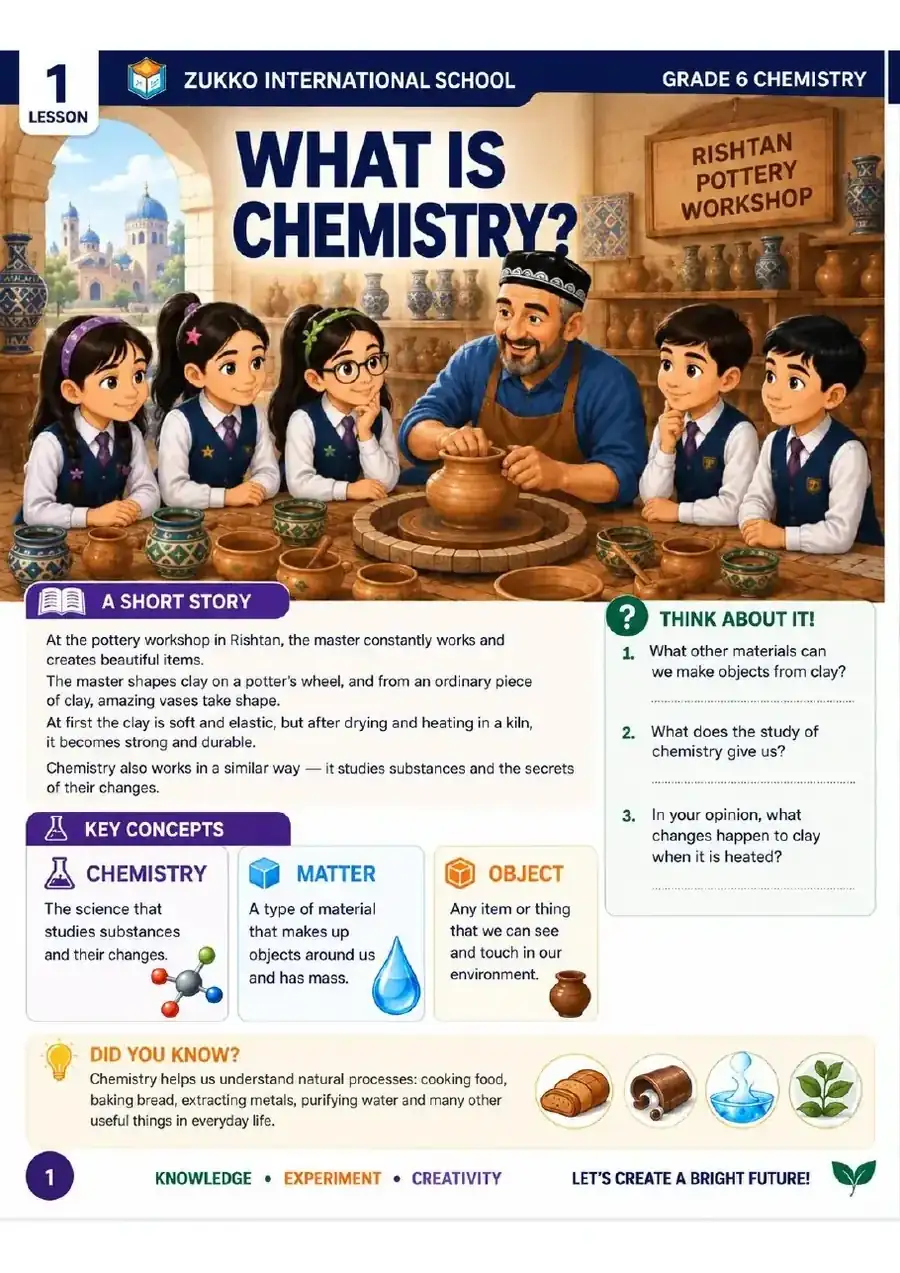 1
LESSON
ZUKKO INTERNATIONAL SCHOOL
GRADE 6 CHEMISTRY
WHAT IS
CHEMISTRY?
RISHTAN
POTTERY
WORKSHOP
A SHORT STORY
At the pottery workshop in Rishtan, the master constantly works and
creates beautiful items.
The master shapes clay on a potter's wheel, and from an ordinary piece
of clay, amazing vases take shape.
At first the clay is soft and elastic, but after drying and heating in a kiln,
it becomes strong and durable.
Chemistry also works in a similar way — it studies substances and the secrets
of their changes.
? THINK ABOUT IT!
1. What other materials can
we make objects from clay?
2. What does the study of
chemistry give us?
3. In your opinion, what
changes happen to clay
when it is heated?
KEY CONCEPTS
CHEMISTRY
The science that
studies substances
and their changes.
MATTER
A type of material
that makes up
objects around us
and has mass.
OBJECT
Any item or thing
that we can see
and touch in our
environment.
DID YOU KNOW?
Chemistry helps us understand natural processes: cooking food,
baking bread, extracting metals, purifying water and many other
useful things in everyday life.
1
KNOWLEDGE • EXPERIMENT • CREATIVITY
LET'S CREATE A BRIGHT FUTURE!